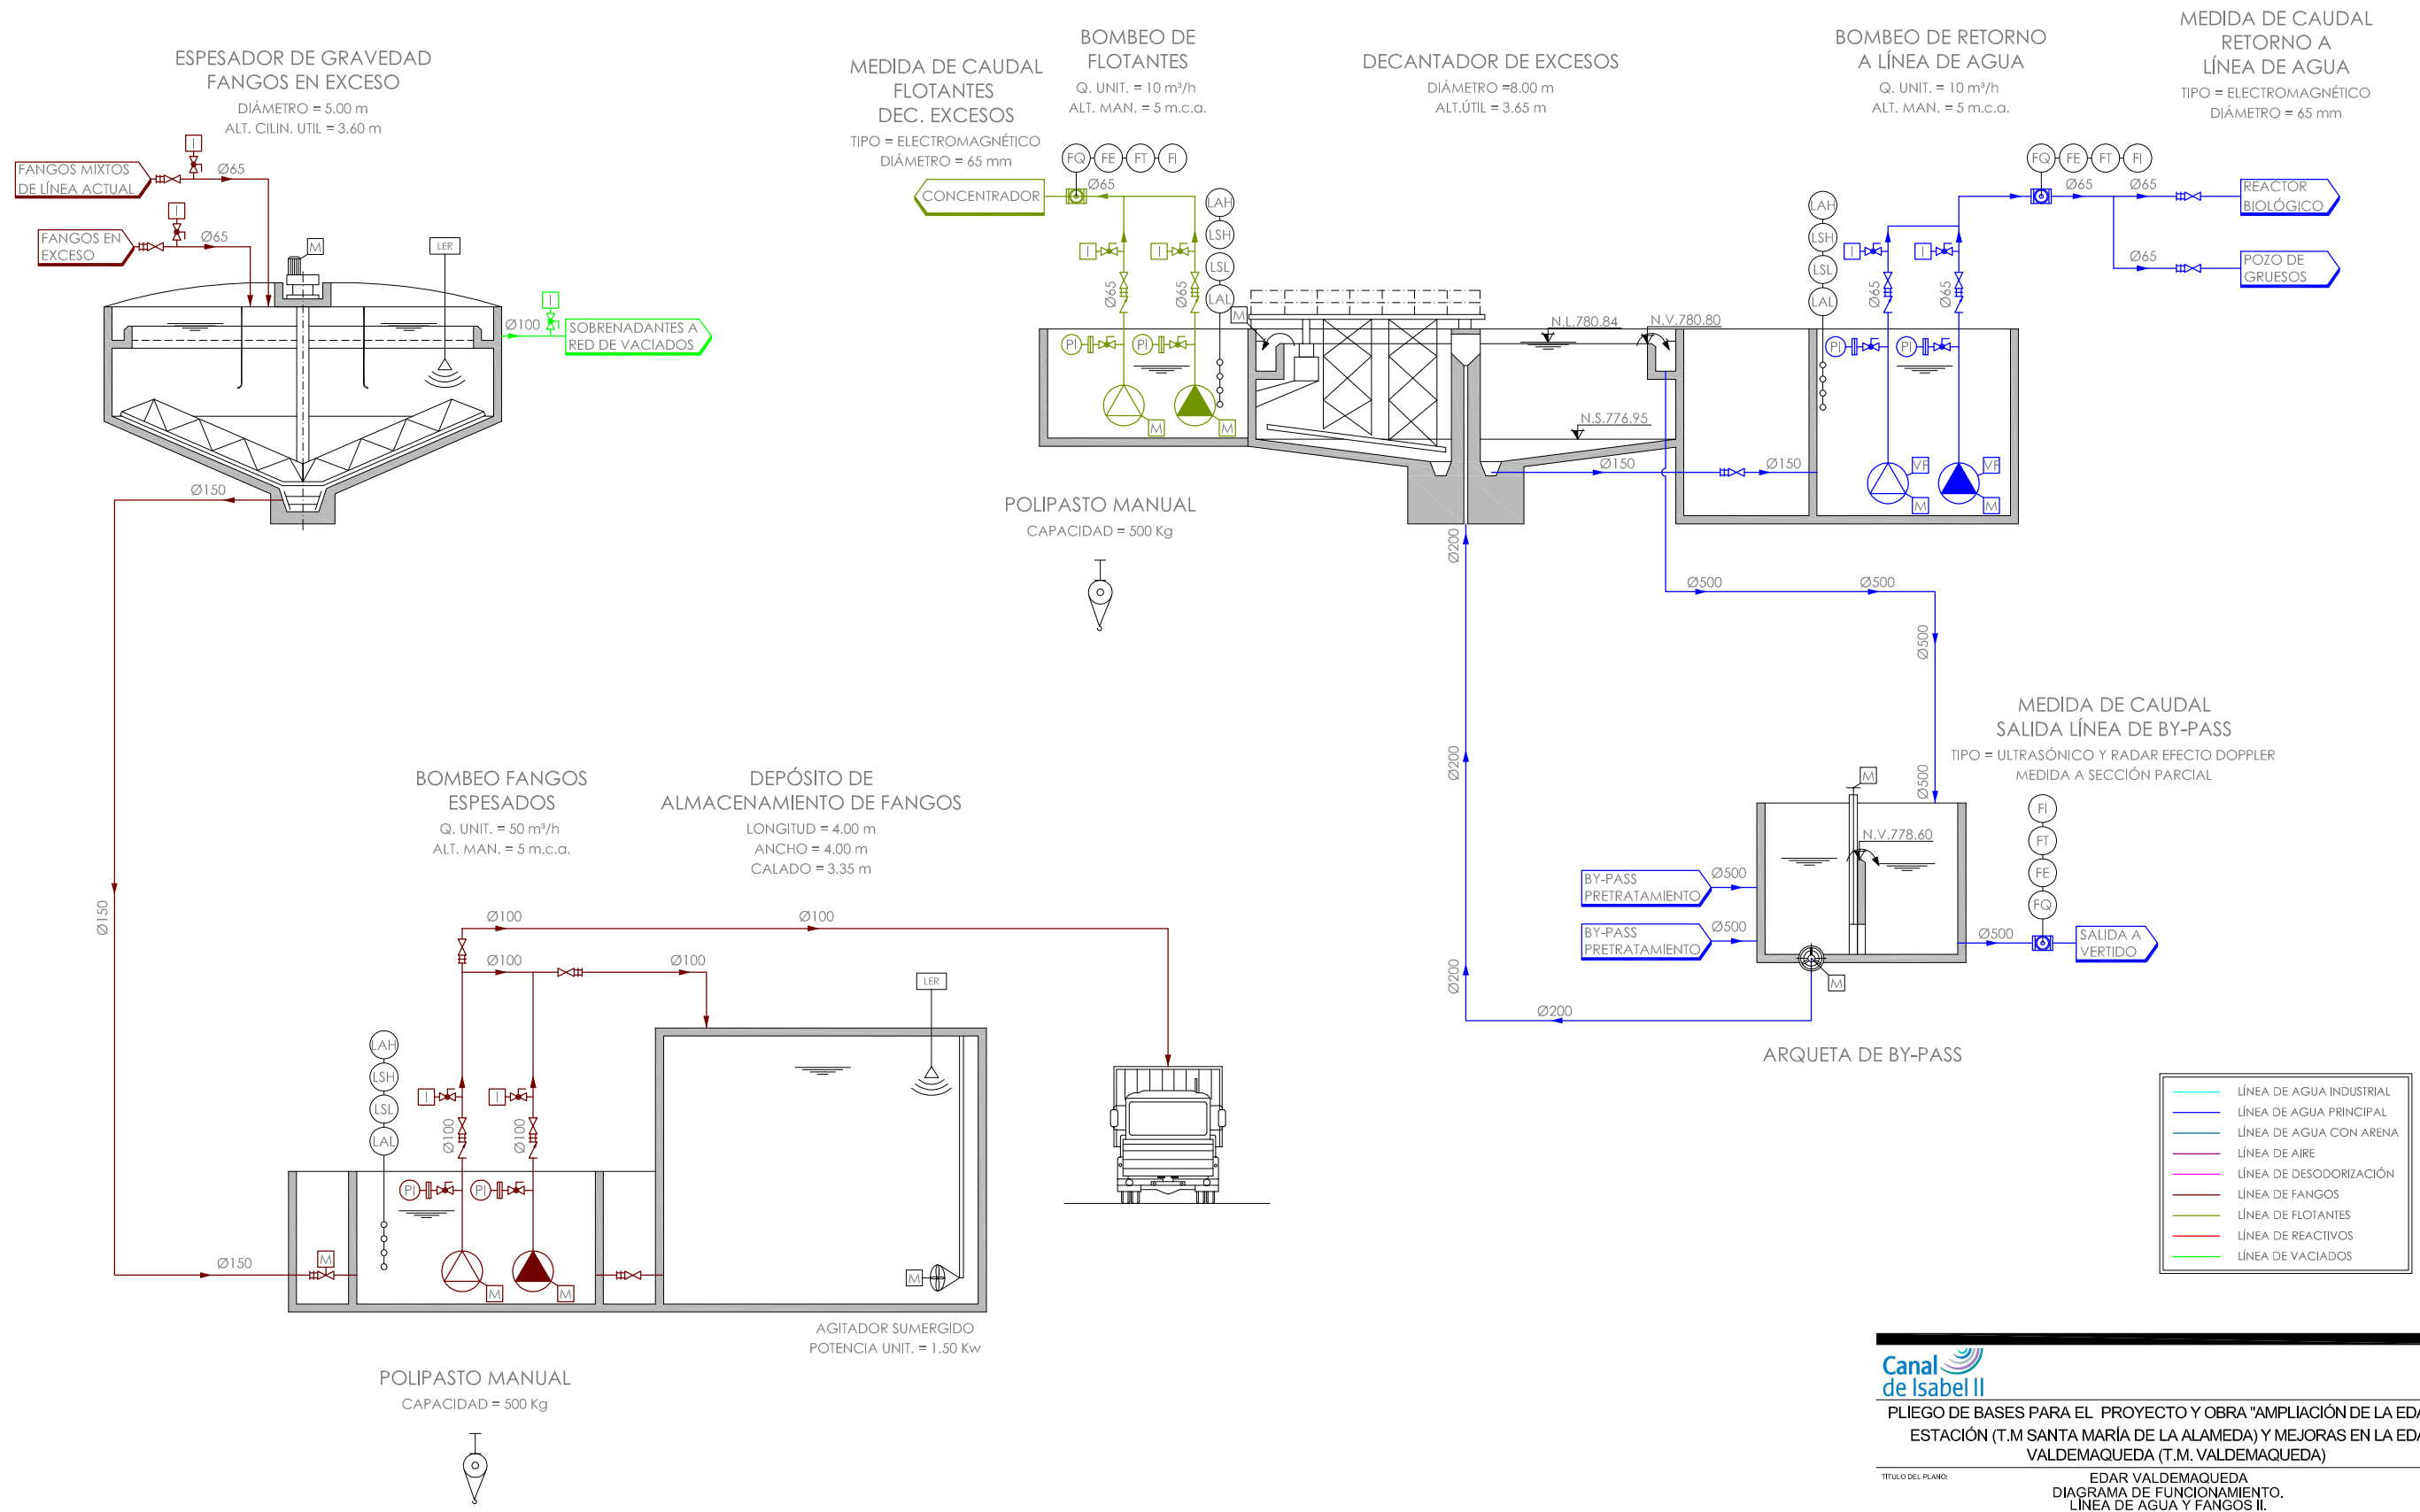 ESPESADOR DE GRAVEDAD
FANGOS EN EXCESO
DIÁMETRO = 5.00 m
ALT. CILIN. UTIL = 3.60 m
I
FANGOS MIXTOS
DE LÍNEA ACTUAL
Ø65
I
FANGOS EN
EXCESO
Ø65
M
LER
I
Ø100
SOBRENADANTES A
RED DE VACIADOS
Ø150
Ø150
MEDIDA DE CAUDAL
FLOTANTES
DEC. EXCESOS
TIPO = ELECTROMAGNÉTICO
DIÁMETRO = 65 mm
BOMBEO DE
FLOTANTES
Q. UNIT. = 10 m³/h
ALT. MAN. = 5 m.c.a.
FQ
FE
FT
FI
CONCENTRADOR
Ø65
LAH
LSH
LSL
LAL
I
I
Ø65
Ø65
PI
PI
M
M
M
DECANTADOR DE EXCESOS
DIÁMETRO =8.00 m
ALT.ÚTIL = 3.65 m
N.L.780.84
N.V.780.80
N.S.776.95
Ø150
Ø150
BOMBEO DE RETORNO
A LÍNEA DE AGUA
Q. UNIT. = 10 m³/h
ALT. MAN. = 5 m.c.a.
MEDIDA DE CAUDAL
RETORNO A
LÍNEA DE AGUA
TIPO = ELECTROMAGNÉTICO
DIÁMETRO = 65 mm
FQ
FE
FT
FI
LAH
LSH
LSL
LAL
Ø65
Ø65
REACTOR
BIOLÓGICO
Ø65
POZO DE
GRUESOS
I
I
Ø65
Ø65
PI
PI
VF
VF
M
M
POLIPASTO MANUAL
CAPACIDAD = 500 Kg
Ø200
Ø500
Ø500
Ø500
Ø500
Ø200
Ø200
Ø200
MEDIDA DE CAUDAL
SALIDA LÍNEA DE BY-PASS
TIPO = ULTRASÓNICO Y RADAR EFECTO DOPPLER
MEDIDA A SECCIÓN PARCIAL
M
N.V.778.60
FI
FT
FE
FQ
BY-PASS
PRETRATAMIENTO
Ø500
BY-PASS
PRETRATAMIENTO
Ø500
Ø500
SALIDA A
VERTIDO
M
ARQUETA DE BY-PASS
BOMBEO FANGOS
ESPESADOS
Q. UNIT. = 50 m³/h
ALT. MAN. = 5 m.c.a.
DEPÓSITO DE
ALMACENAMIENTO DE FANGOS
LONGITUD = 4.00 m
ANCHO = 4.00 m
CALADO = 3.35 m
Ø100
Ø100
Ø100
Ø100
LER
LAH
LSH
LSL
LAL
I
I
Ø100
Ø100
PI
PI
Ø150
M
M
M
M
AGITADOR SUMERGIDO
POTENCIA UNIT. = 1.50 Kw
POLIPASTO MANUAL
CAPACIDAD = 500 Kg
LÍNEA DE AGUA INDUSTRIAL
LÍNEA DE AGUA PRINCIPAL
LÍNEA DE AGUA CON ARENA
LÍNEA DE AIRE
LÍNEA DE DESODORIZACIÓN
LÍNEA DE FANGOS
LÍNEA DE FLOTANTES
LÍNEA DE REACTIVOS
LÍNEA DE VACIADOS
Canal
de Isabel II
PLIEGO DE BASES PARA EL PROYECTO Y OBRA "AMPLIACIÓN DE LA EDA
ESTACIÓN (T.M SANTA MARÍA DE LA ALAMEDA) Y MEJORAS EN LA EDA
VALDEMAQUEDA (T.M. VALDEMAQUEDA)
TÍTULO DEL PLANO:
EDAR VALDEMAQUEDA
DIAGRAMA DE FUNCIONAMIENTO.
LÍNEA DE AGUA Y FANGOS II.